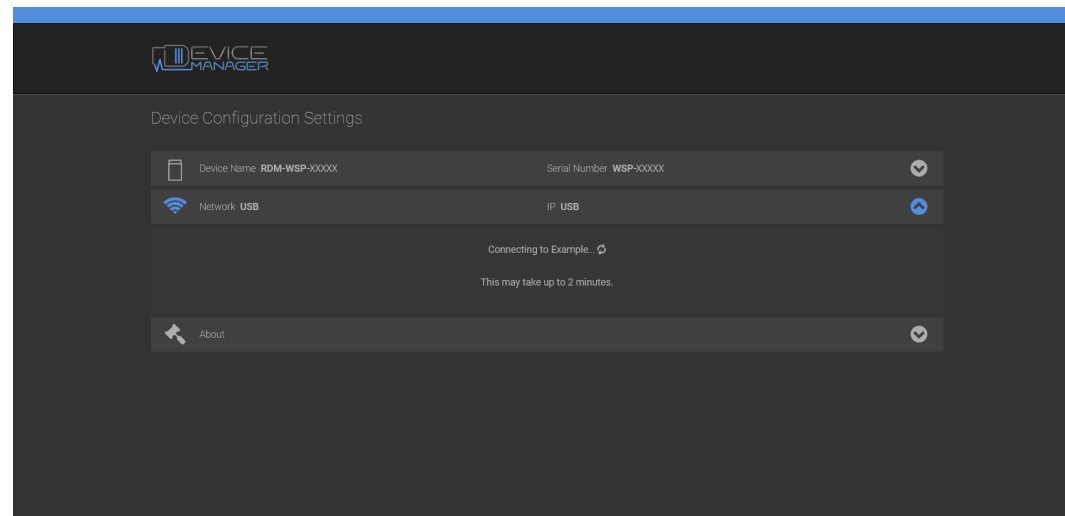 DEVICE
MANAGER
Device Configuration Settings
Device Name RDM-WSP-XXXXX Serial Number WSP-XXXXX
Network USB IP USB
Connecting to Example...
This may take up to 2 minutes.
About